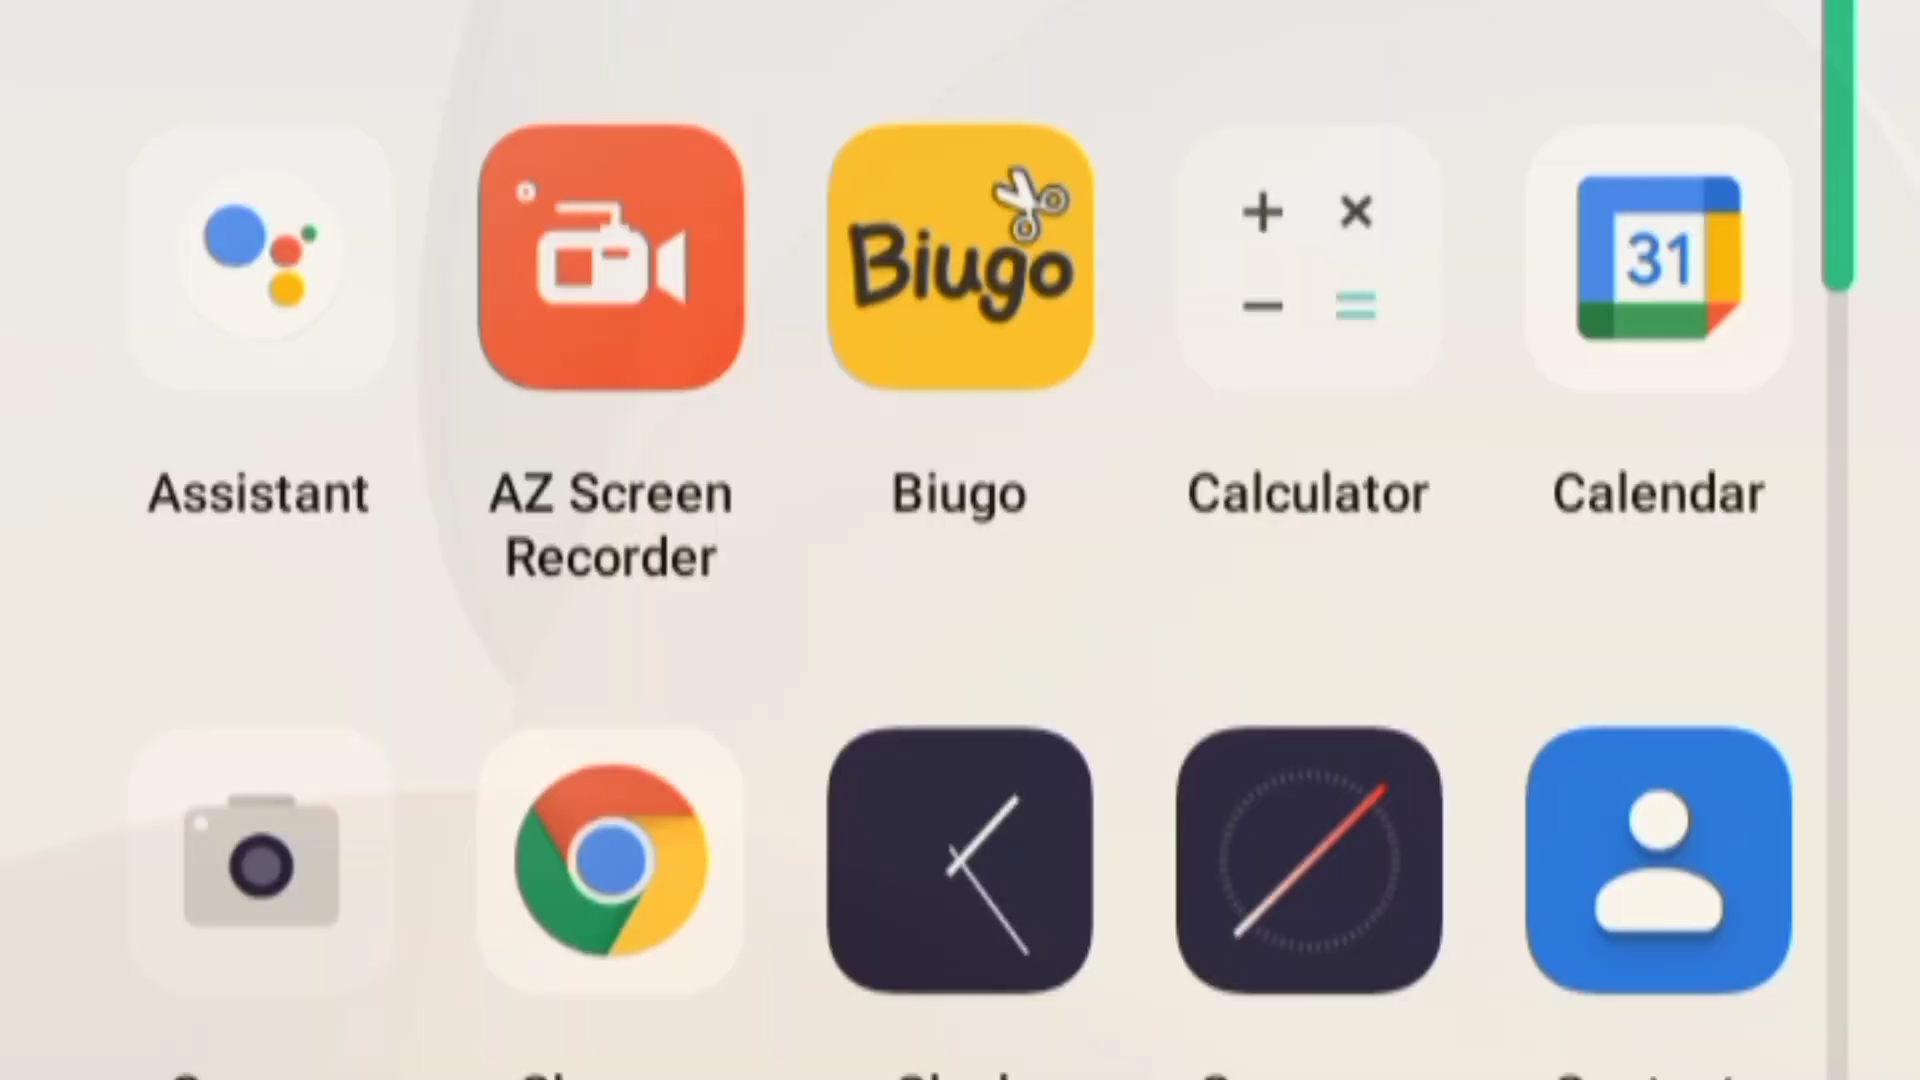 Biugo
31
Assistant
AZ Screen
Recorder
Biugo
Calculator
Calendar